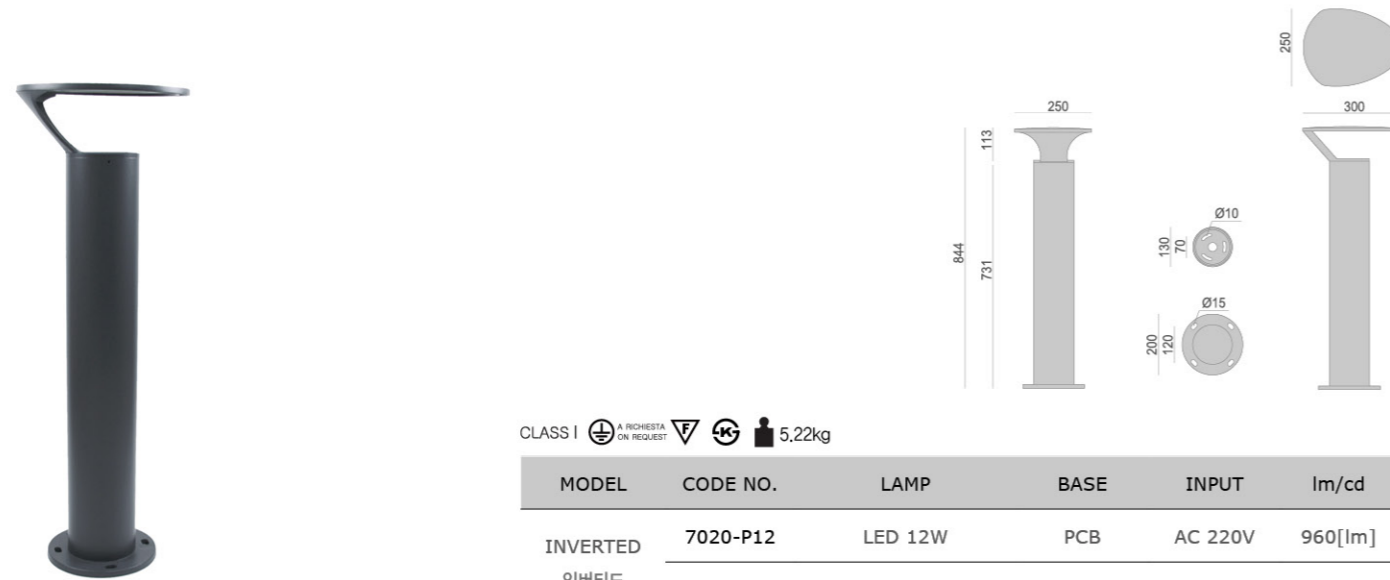 250
250
300
113
844
731
Ø10
130
70
Ø15
200
120
CLASS I A RICHIESTA ON REQUEST F K 5,22kg
MODEL CODE NO. LAMP BASE INPUT lm/cd
7020-P12 LED 12W PCB AC 220V 960[lm]
INVERTED